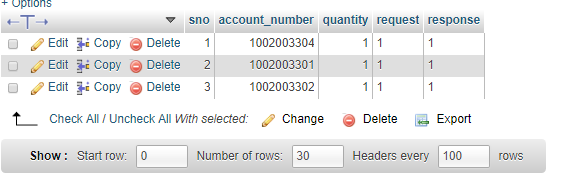 + Options
←T→ sno account_number quantity request response
Edit Copy Delete 1 1002003304 1 1 1
Edit Copy Delete 2 1002003301 1 1 1
Edit Copy Delete 3 1002003302 1 1 1
Check All / Uncheck All With selected: Change Delete Export
Show : Start row: 0 Number of rows: 30 Headers every 100 rows